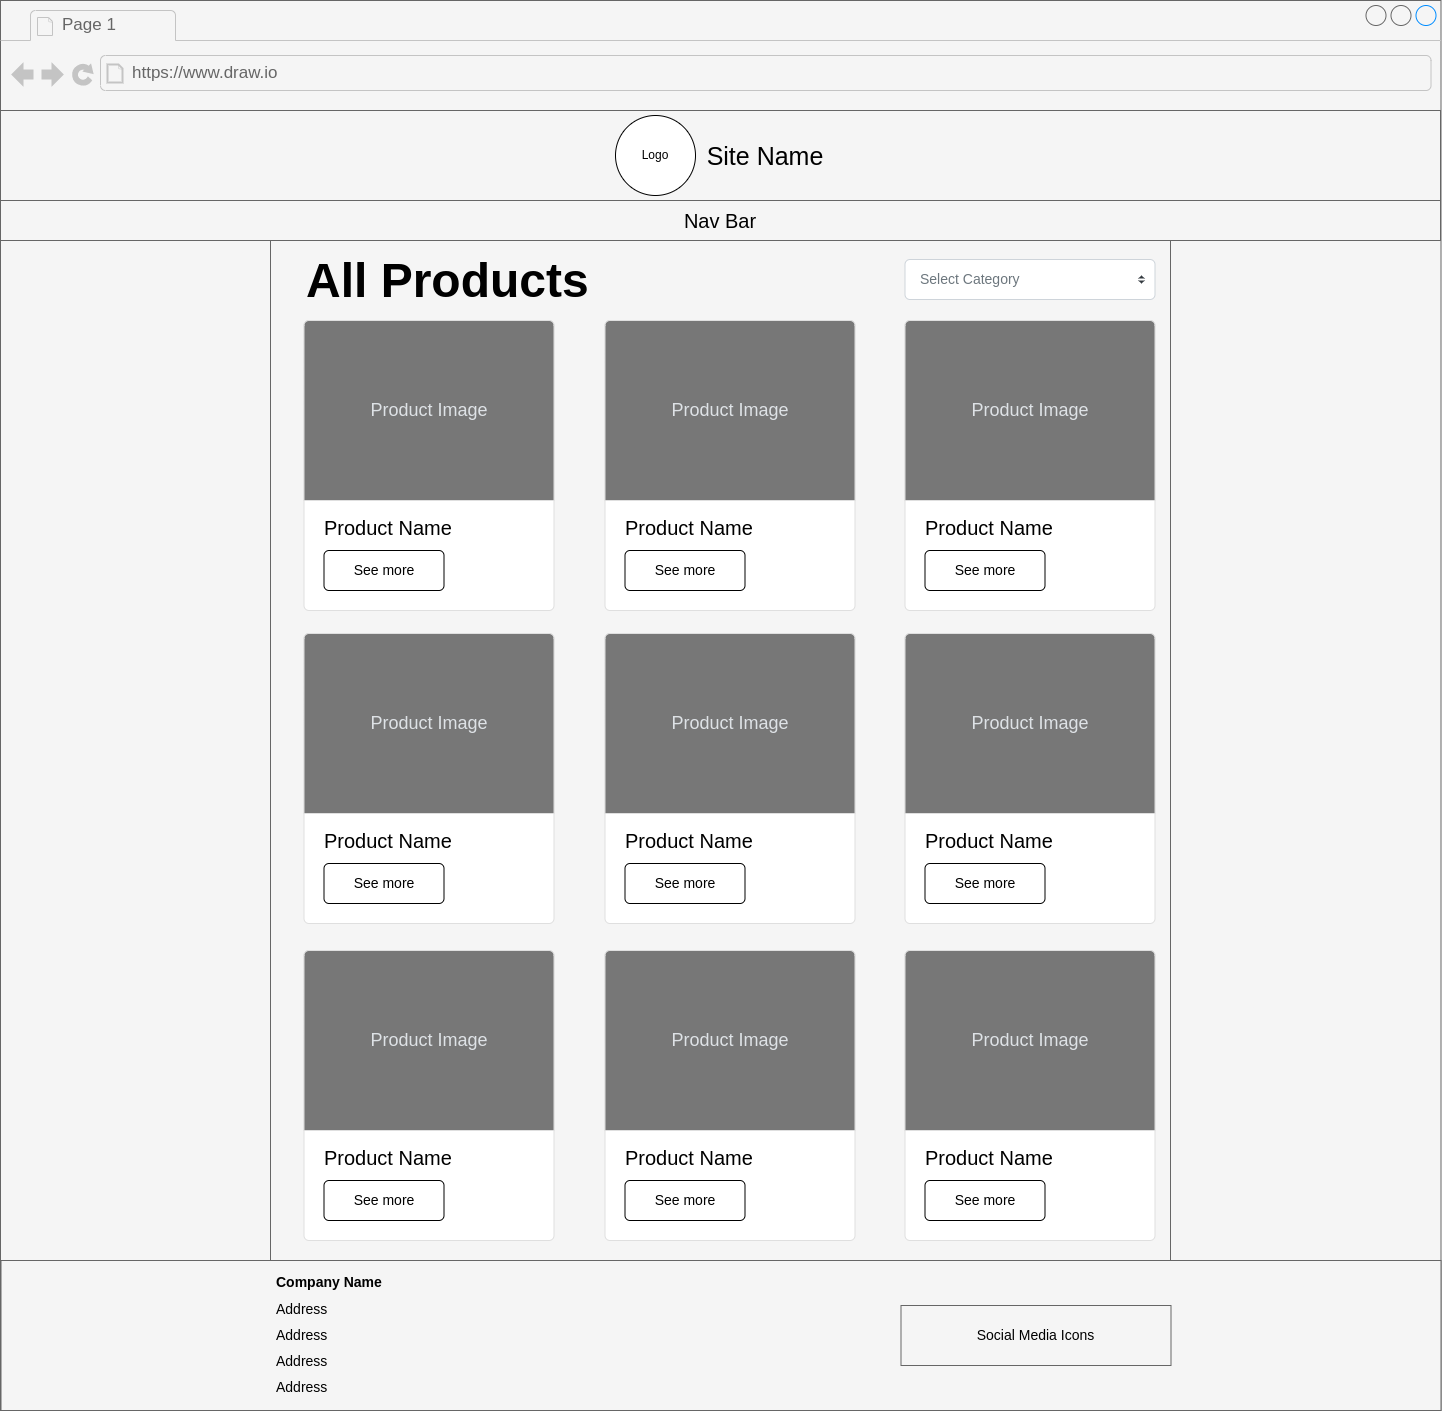 Page 1
https://www.draw.io
Logo
Site Name
Nav Bar
All Products
Select Category
Product Image
Product Image
Product Image
Product Name
Product Name
Product Name
See more
See more
See more
Product Image
Product Image
Product Image
Product Name
Product Name
Product Name
See more
See more
See more
Product Image
Product Image
Product Image
Product Name
Product Name
Product Name
See more
See more
See more
Company Name
Address
Address
Address
Address
Social Media Icons